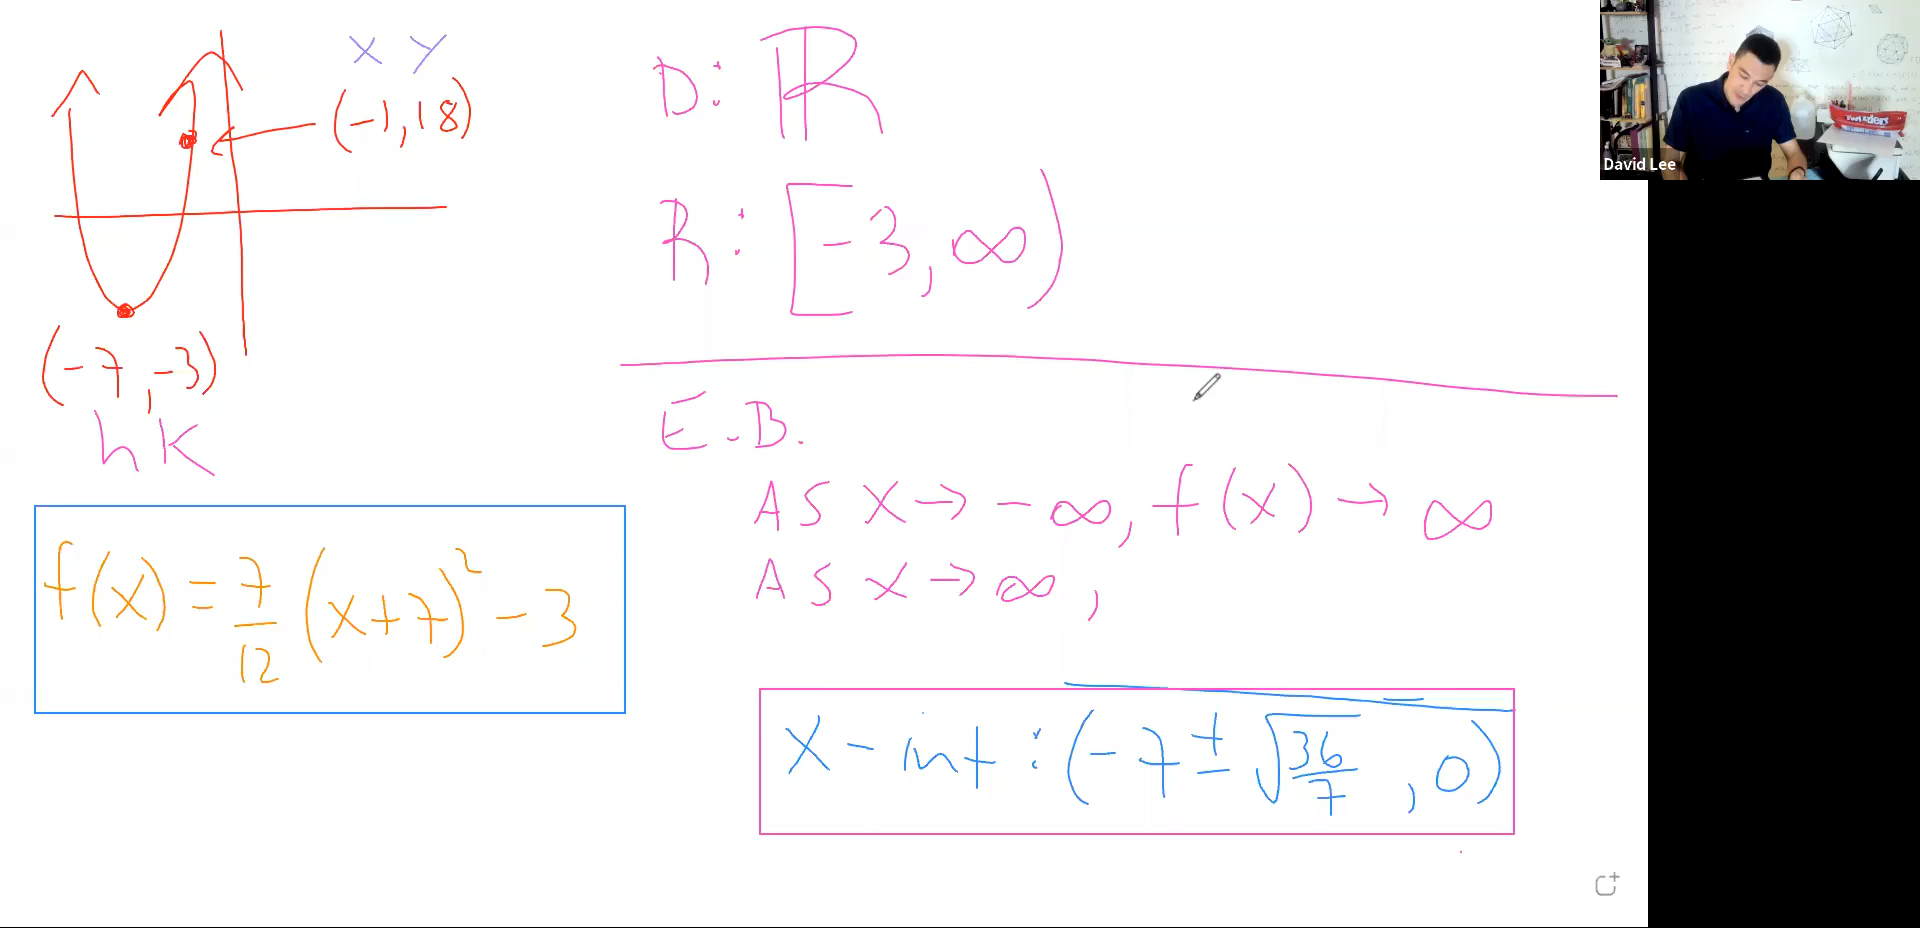 X Y
(-1, 18)
(-7, -3)
h K
f(x) = 7/12 (x+7)² - 3
D: ℝ
R: [-3, ∞)
E.B.
AS X → -∞, f(x) → ∞
AS X → ∞,
X-int: (-7 ± √(36/7), 0)
David Lee